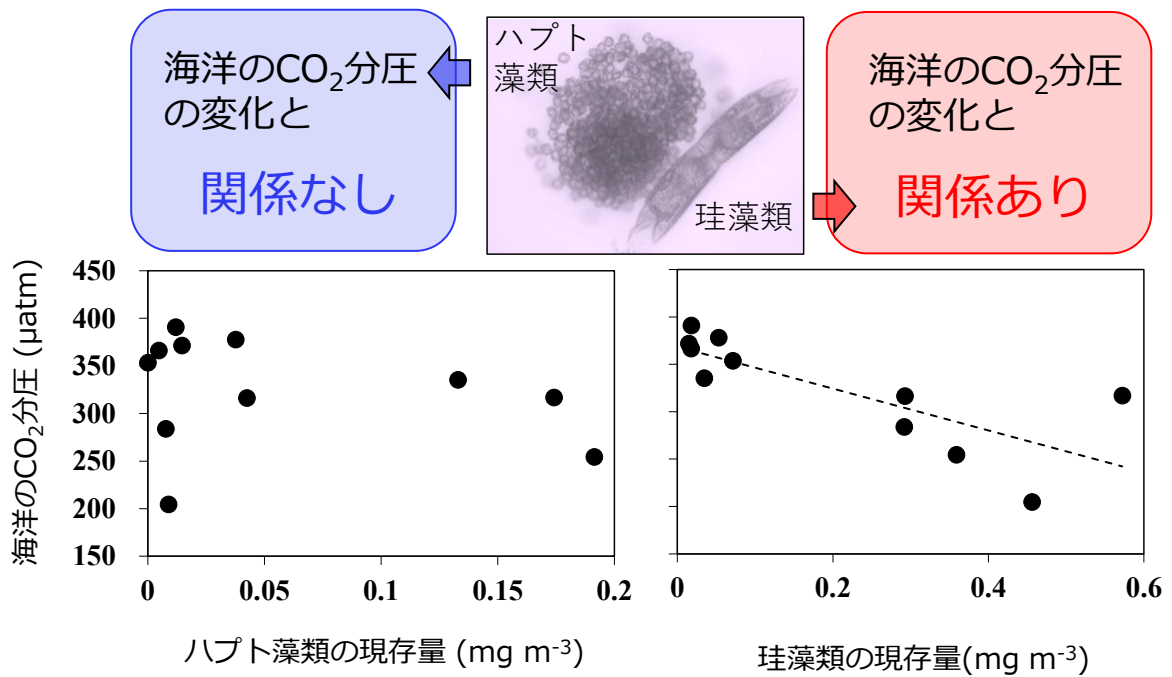 海洋のCO₂分圧
の変化と
関係なし
ハプト
藻類
珪藻類
海洋のCO₂分圧
の変化と
関係あり
海洋のCO₂分圧 (μatm)
450
400
350
300
250
200
150
0
0.05
0.1
0.15
0.2
ハプト藻類の現存量 (mg m⁻³)
0
0.2
0.4
0.6
珪藻類の現存量(mg m⁻³)